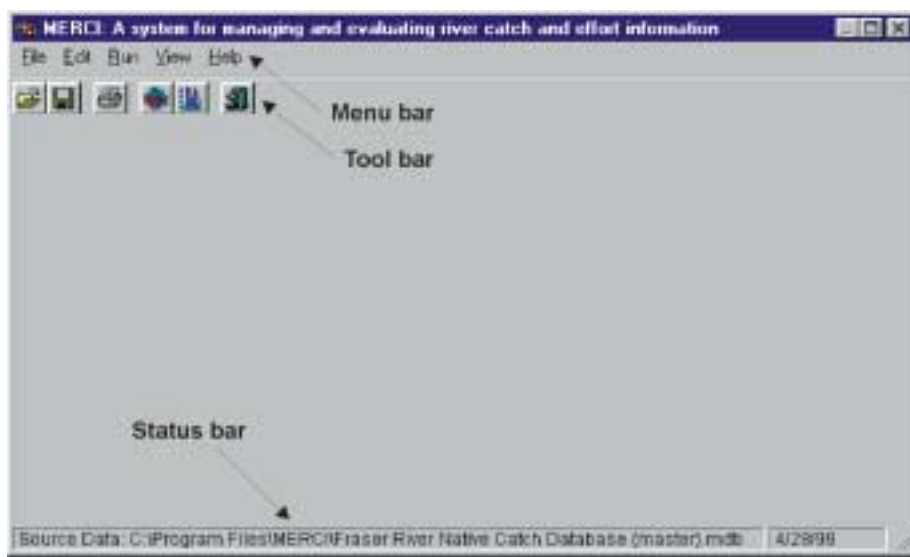 MERCI: A system for managing and evaluating river catch and effort information
File Edit Run View Help
Menu bar
Tool bar
Status bar
Source Data: C:\Program Files\MERCI\Fraser River Native Catch Database (master).mdb 4/28/99